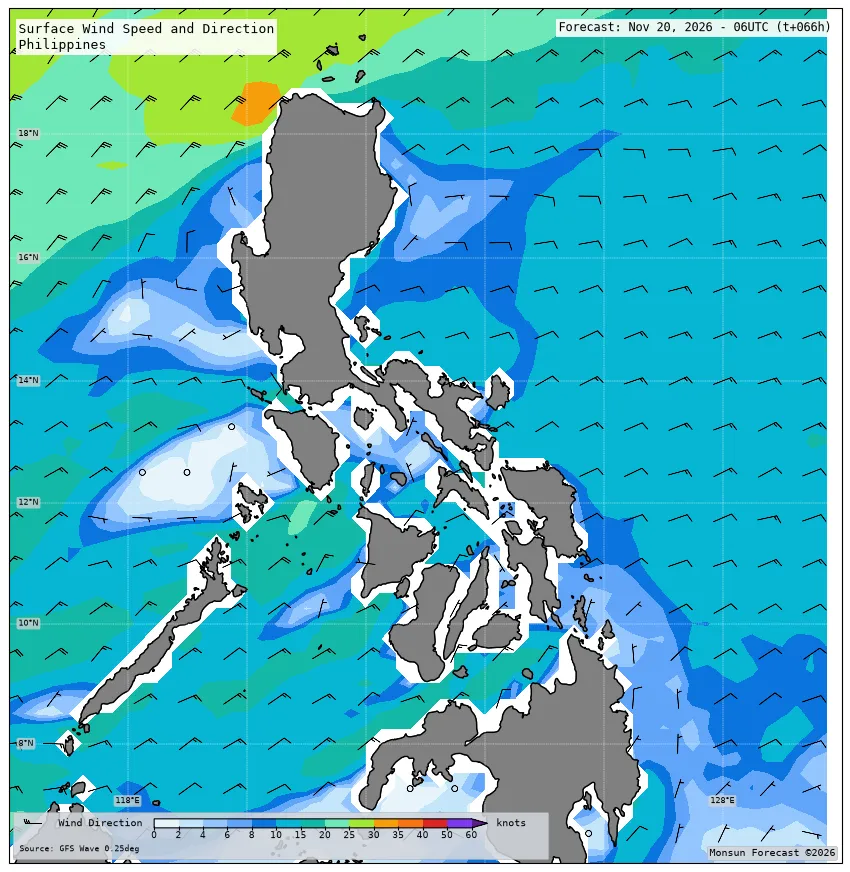 Surface Wind Speed and Direction
Philippines
Forecast: Nov 20, 2026 - 06UTC (t+066h)
18°N
16°N
14°N
12°N
10°N
8°N
118°E
128°E
Wind Direction
0 2 4 6 8 10 15 20 25 30 35 40 50 60
knots
Source: GFS Wave 0.25deg
Monsun Forecast ©2026